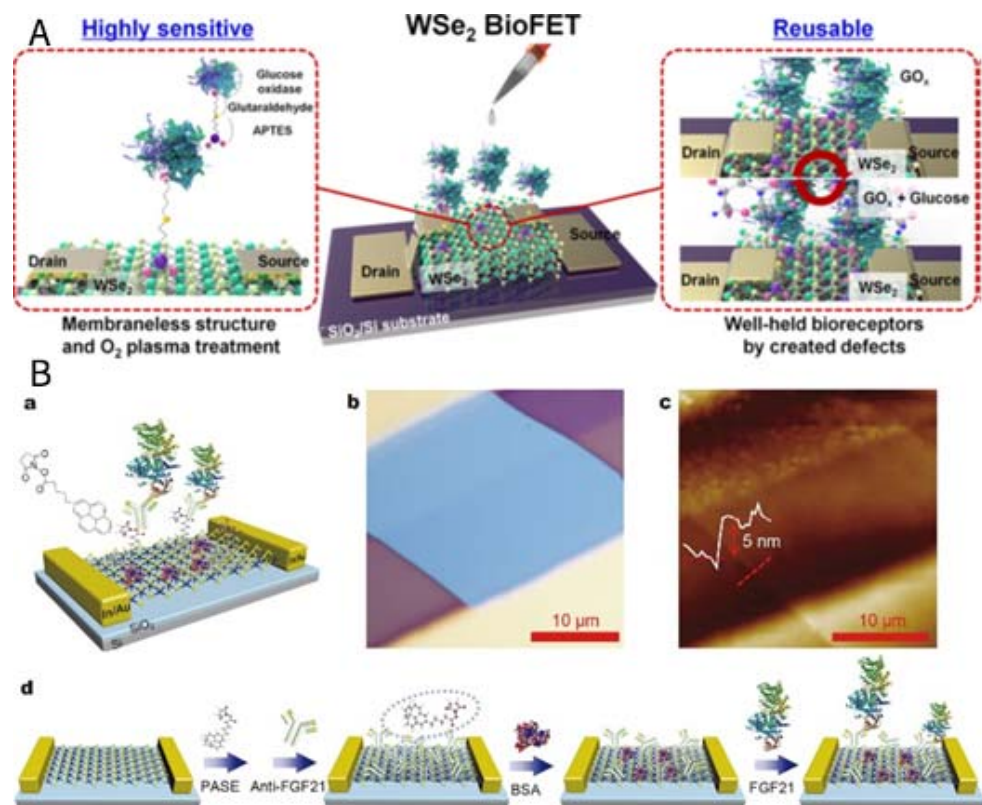 A
Highly sensitive
WSe₂ BioFET
Reusable
Glucose
oxidase
Glutaraldehyde
APTES
Drain
Source
WSe₂
Membraneless structure
and O₂ plasma treatment
Drain
WSe₂
Source
SiO₂/Si substrate
GOₓ
Drain
Source
WSe₂
GOₓ + Glucose
Drain
Source
WSe₂
Well-held bioreceptors
by created defects
B
a
In/Au
Si
SiO₂
b
10 μm
c
5 nm
10 μm
d
PASE
Anti-FGF21
BSA
FGF21